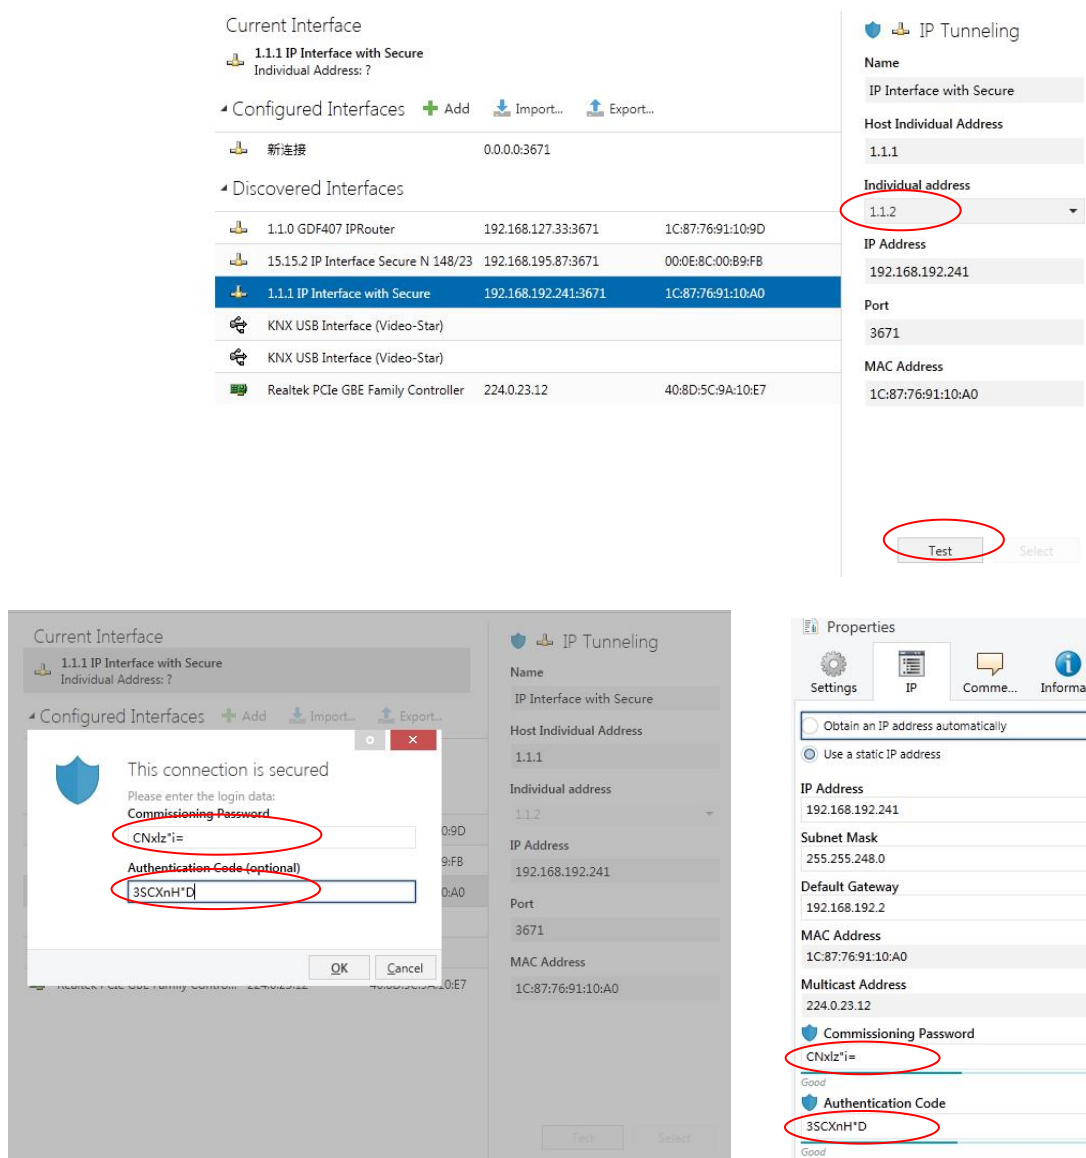 Current Interface
1.1.1 IP Interface with Secure
Individual Address: ?
Configured Interfaces Add Import... Export...
新连接 0.0.0.0:3671
Discovered Interfaces
1.1.0 GDF407 IPRouter 192.168.127.33:3671 1C:87:76:91:10:9D
15.15.2 IP Interface Secure N 148/23 192.168.195.87:3671 00:0E:8C:00:B9:FB
1.1.1 IP Interface with Secure 192.168.192.241:3671 1C:87:76:91:10:A0
KNX USB Interface (Video-Star)
KNX USB Interface (Video-Star)
Realtek PCIe GBE Family Controller 224.0.23.12 40:8D:5C:9A:10:E7
IP Tunneling
Name
IP Interface with Secure
Host Individual Address
1.1.1
Individual address
1.1.2
IP Address
192.168.192.241
Port
3671
MAC Address
1C:87:76:91:10:A0
Test Select
Current Interface
1.1.1 IP Interface with Secure
Individual Address: ?
Configured Interfaces Add Import... Export...
This connection is secured
Please enter the login data:
Commissioning Password
CNxlz"i=
Authentication Code (optional)
3SCXnH"D
OK Cancel
0:9D
9:FB
0:A0
IP Tunneling
Name
IP Interface with Secure
Host Individual Address
1.1.1
Individual address
1.1.2
IP Address
192.168.192.241
Port
3671
MAC Address
1C:87:76:91:10:A0
Test Select
Properties
Settings IP Comme... Informa
Obtain an IP address automatically
Use a static IP address
IP Address
192.168.192.241
Subnet Mask
255.255.248.0
Default Gateway
192.168.192.2
MAC Address
1C:87:76:91:10:A0
Multicast Address
224.0.23.12
Commissioning Password
CNxlz"i=
Good
Authentication Code
3SCXnH"D
Good